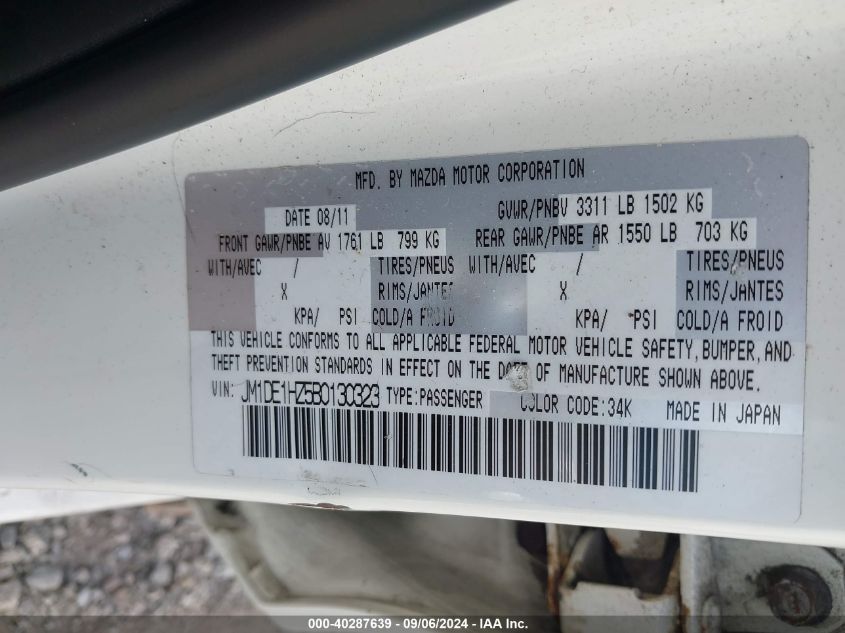 MFD. BY MAZDA MOTOR CORPORATION
DATE 08/11 GVWR/PNBV 3311 LB 1502 KG
FRONT GAWR/PNBE AV 1761 LB 799 KG REAR GAWR/PNBE AR 1550 LB 703 KG
WITH/AVEC / TIRES/PNEUS WITH/AVEC / TIRES/PNEUS
X RIMS/JANTES X RIMS/JANTES
KPA/ PSI COLD/A FROID KPA/ PSI COLD/A FROID
THIS VEHICLE CONFORMS TO ALL APPLICABLE FEDERAL MOTOR VEHICLE SAFETY, BUMPER, AND
THEFT PREVENTION STANDARDS IN EFFECT ON THE DATE OF MANUFACTURE SHOWN ABOVE.
VIN: JM1DE1HZ5B0130323 TYPE:PASSENGER COLOR CODE:34K MADE IN JAPAN
000-40287639 - 09/06/2024 - IAA Inc.